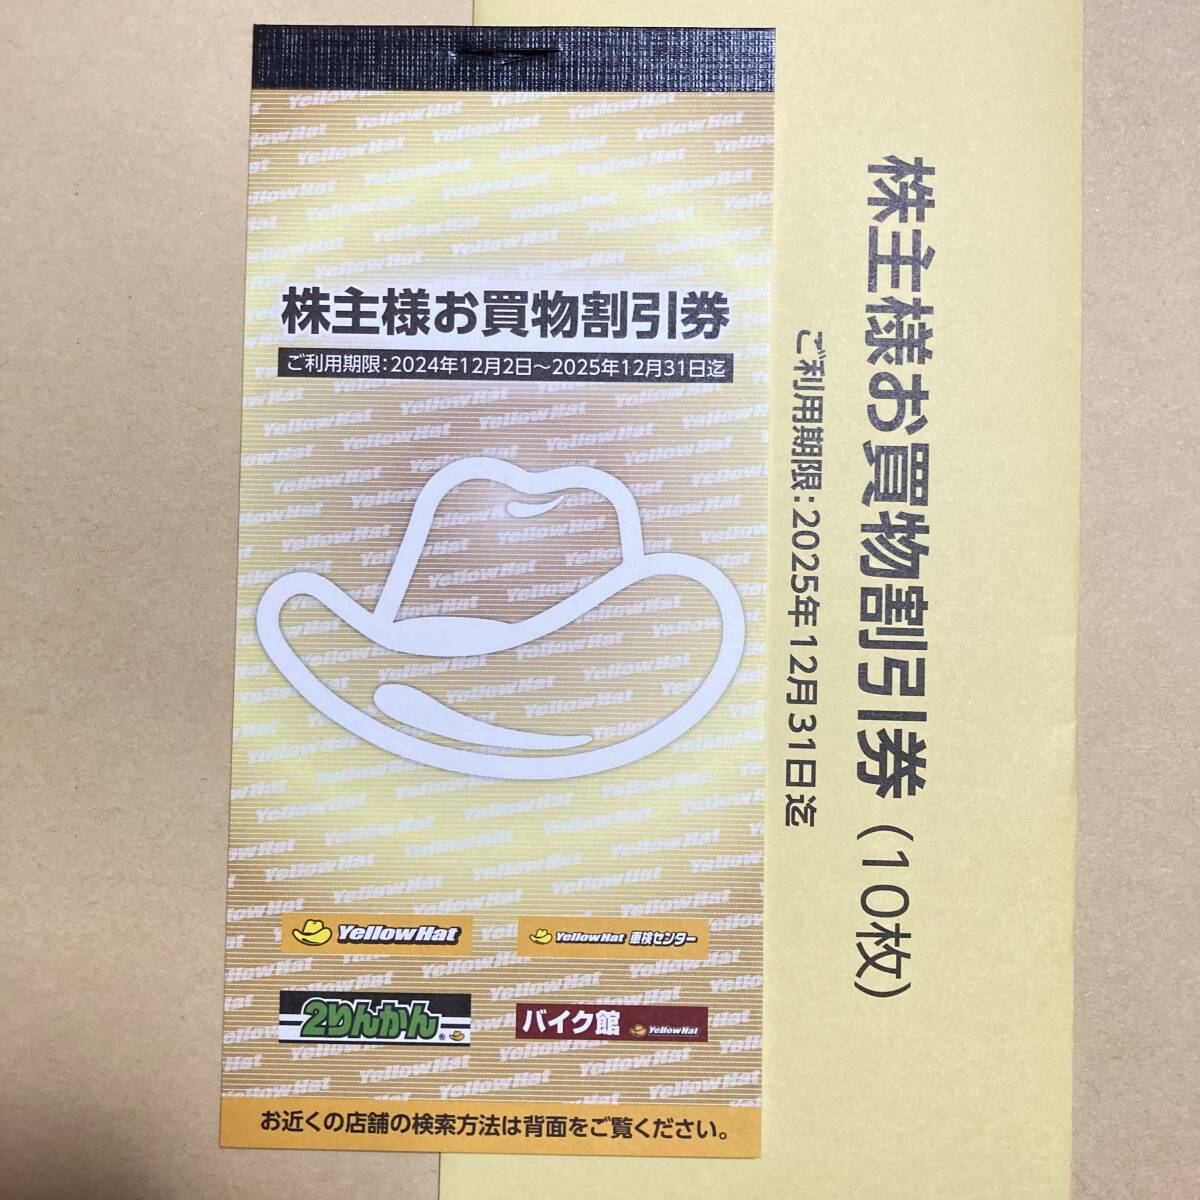 株主様お買物割引券
ご利用期限：2024年12月2日～2025年12月31日迄
YellowHat
YellowHat 車検センター
2りんかん®
バイク館 YellowHat
お近くの店舗の検索方法は背面をご覧ください。
株主様お買物割引券（10枚）
ご利用期限：2025年12月31日迄